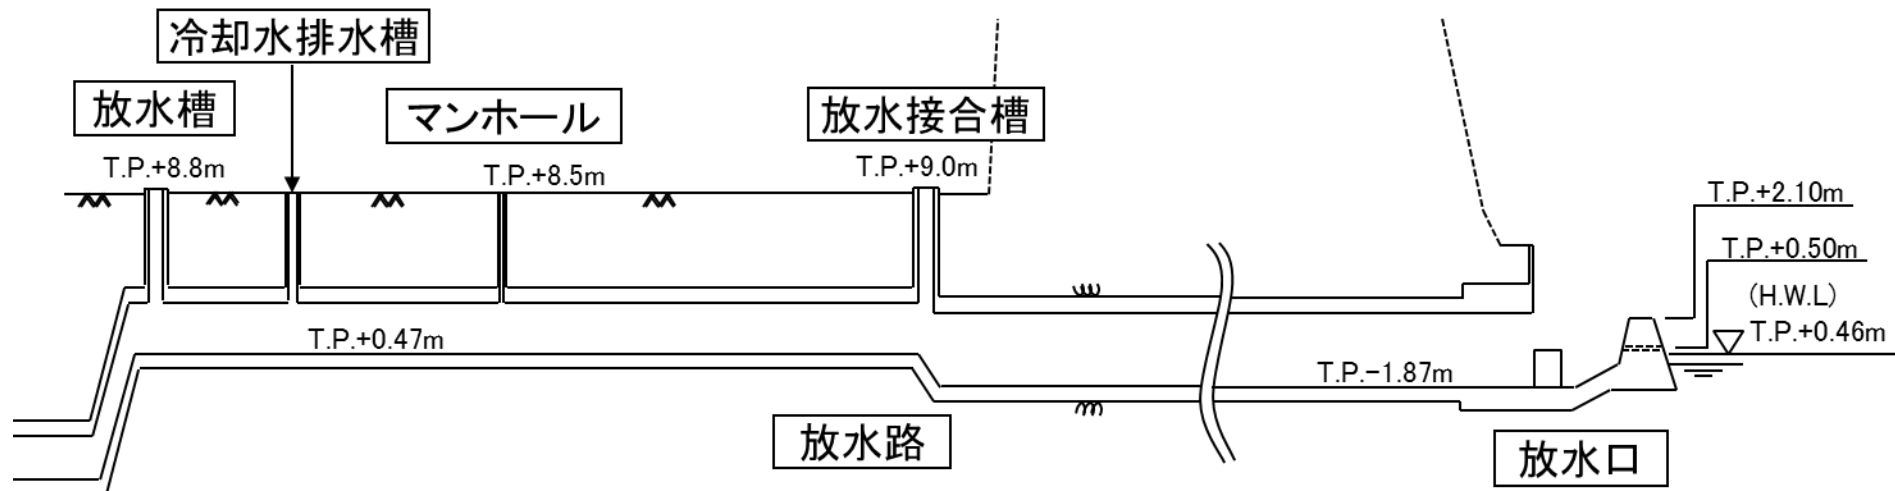 冷却水排水槽
放水槽
マンホール
放水接合槽
T.P.+8.8m
T.P.+8.5m
T.P.+9.0m
T.P.+2.10m
T.P.+0.50m
(H.W.L)
T.P.+0.46m
T.P.+0.47m
T.P.-1.87m
放水路
放水口